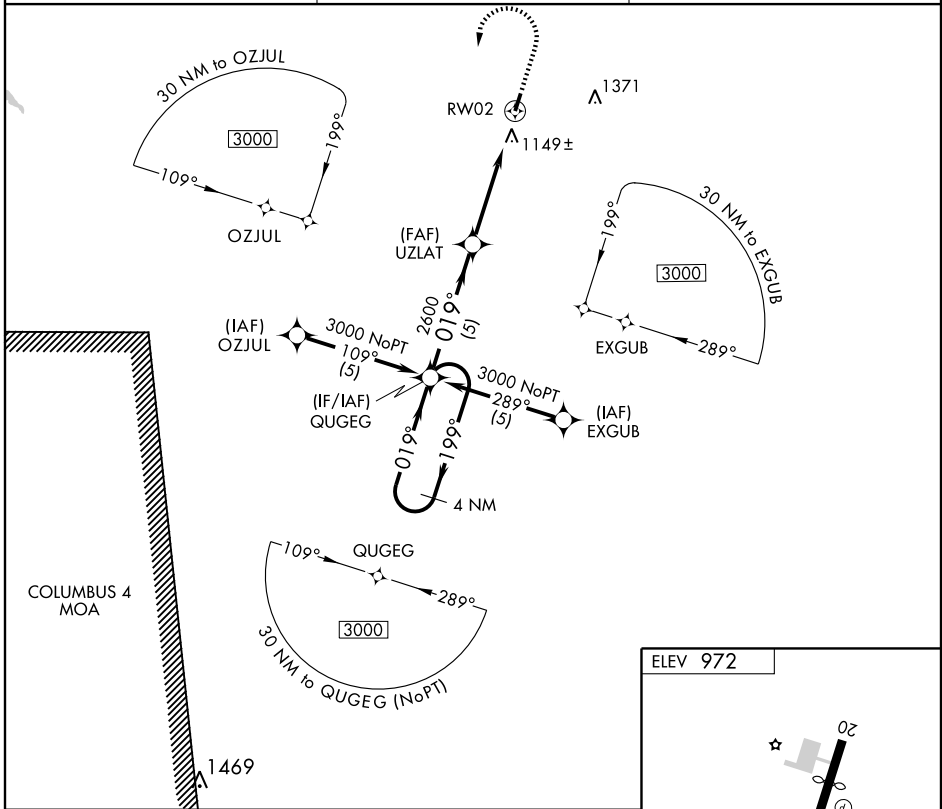 30 NM to OZJUL
3000
199°
109°
OZJUL
RW02
1371
1149±
30 NM to EXGUB
199°
3000
EXGUB
289°
(FAF)
UZLAT
2600
019°
(5)
(IAF)
OZJUL
3000 NoPT
109°
(5)
(IF/IAF)
QUGEG
3000 NoPT
289°
(5)
(IAF)
EXGUB
019°
199°
4 NM
COLUMBUS 4
MOA
109°
QUGEG
289°
3000
30 NM to QUGEG (NoPT)
1469
ELEV 972
20
P